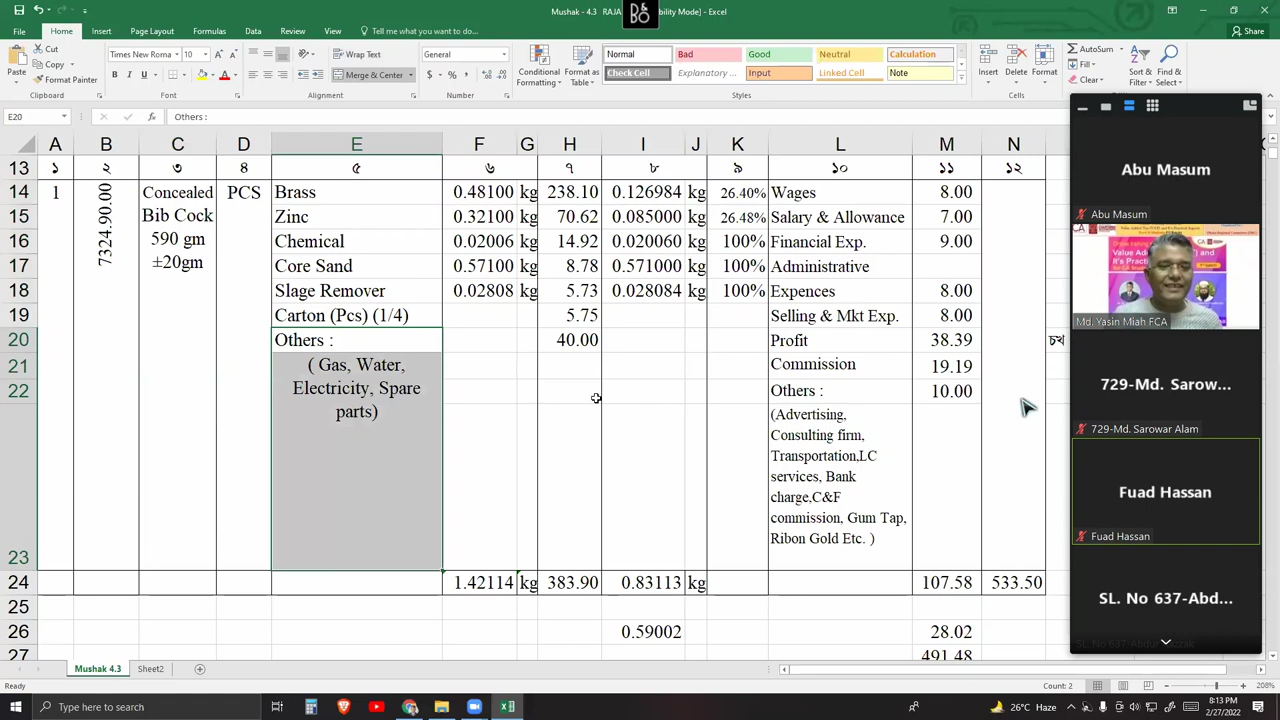 Mushak - 4.3 RAJA
bility Mode] - Excel
File Home Insert Page Layout Formulas Data Review View Tell me what you want to do...
Share
Paste
Cut
Copy
Format Painter
Clipboard
Times New Roma 10
Font
Wrap Text
Merge & Center
Alignment
General
Number
Conditional Formatting
Format as Table
Normal Bad Good Neutral Calculation
Check Cell Explanatory ... Input Linked Cell Note
Styles
Insert Delete Format
Cells
AutoSum
Fill
Clear
Sort & Filter
Find & Select
Editing
E20 Others :
A B C D E F G H I J K L M N
13 ১ ২ ৩ ৪ ৫ ৬ ৭ ৮ ৯ ১০ ১১ ১২
14 1 7324.90.00 Concealed PCS Brass 0.48100 kg 238.10 0.126984 kg 26.40% Wages 8.00
15 Bib Cock Zinc 0.32100 kg 70.62 0.085000 kg 26.48% Salary & Allowance 7.00
16 590 gm Chemical 0.02006 kg 14.92 0.020060 kg 100% Financial Exp. 9.00
17 ±20gm Core Sand 0.57100 kg 8.78 0.571000 kg 100% Administrative
18 Slage Remover 0.02808 kg 5.73 0.028084 kg 100% Expences 8.00
19 Carton (Pcs) (1/4) 5.75 Selling & Mkt Exp. 8.00
20 Others : 40.00 Profit 38.39 চখ
21 ( Gas, Water, Commission 19.19
22 Electricity, Spare Others : 10.00
parts)
(Advertising,
Consulting firm,
Transportation,LC
services, Bank
charge,C&F
commission, Gum Tap,
Ribon Gold Etc. )
23
24 1.42114 kg 383.90 0.83113 kg 107.58 533.50
25
26 0.59002 28.02
27 491.48
Abu Masum
Abu Masum
Md. Yasin Miah FCA
729-Md. Sarow...
729-Md. Sarowar Alam
Fuad Hassan
Fuad Hassan
SL. No 637-Abd...
Mushak 4.3 Sheet2
Ready
Count: 2
208%
Type here to search
26°C Haze
8:13 PM
2/27/2022